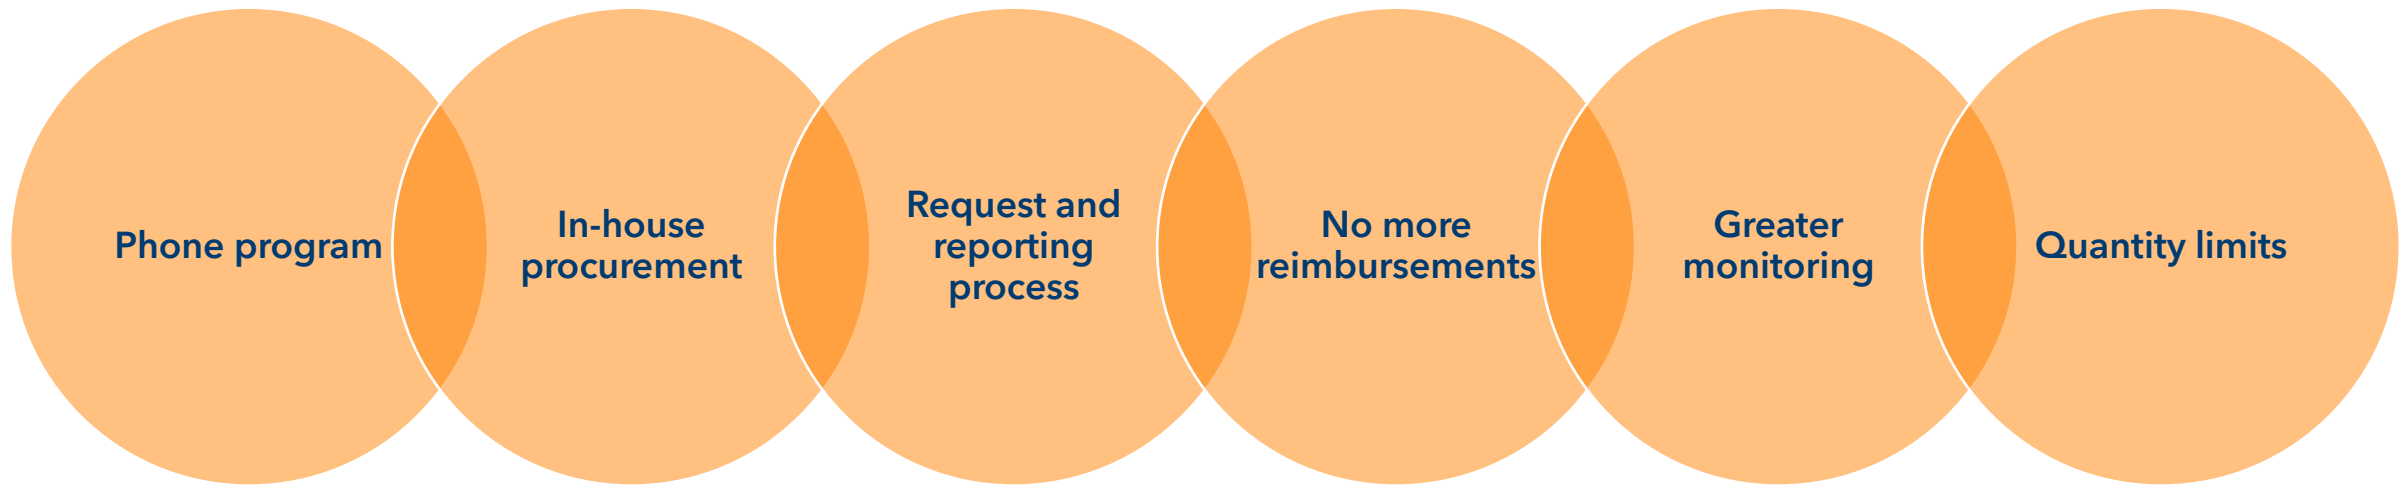 Phone program
In-house
procurement
Request and
reporting
process
No more
reimbursements
Greater
monitoring
Quantity limits